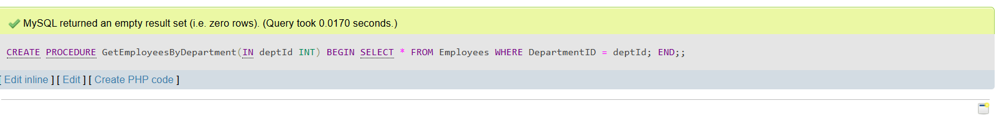 MySQL returned an empty result set (i.e. zero rows). (Query took 0.0170 seconds.)
CREATE PROCEDURE GetEmployeesByDepartment(IN deptId INT) BEGIN SELECT * FROM Employees WHERE DepartmentID = deptId; END;;
[ Edit inline ] [ Edit ] [ Create PHP code ]